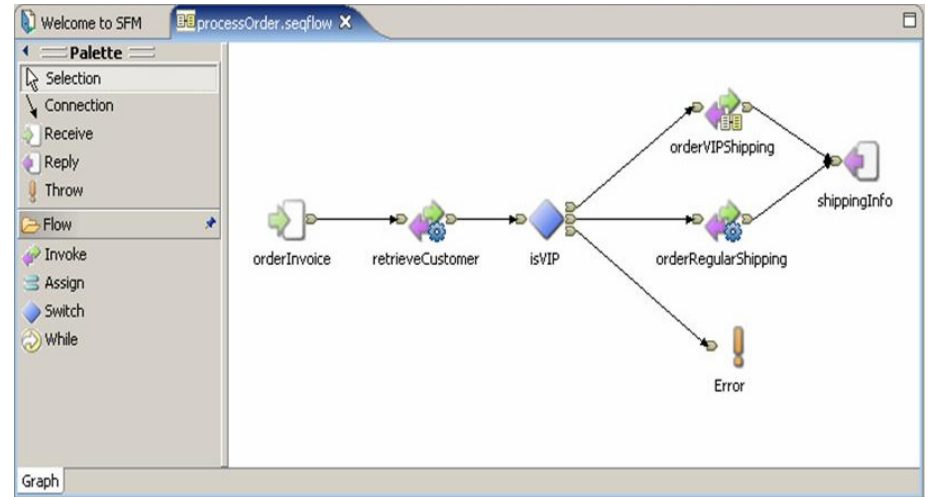 Welcome to SFM
processOrder.seqflow
Palette
Selection
Connection
Receive
Reply
Throw
Flow
Invoke
Assign
Switch
While
orderVIPShipping
shippingInfo
orderInvoice
retrieveCustomer
isVIP
orderRegularShipping
Error
Graph